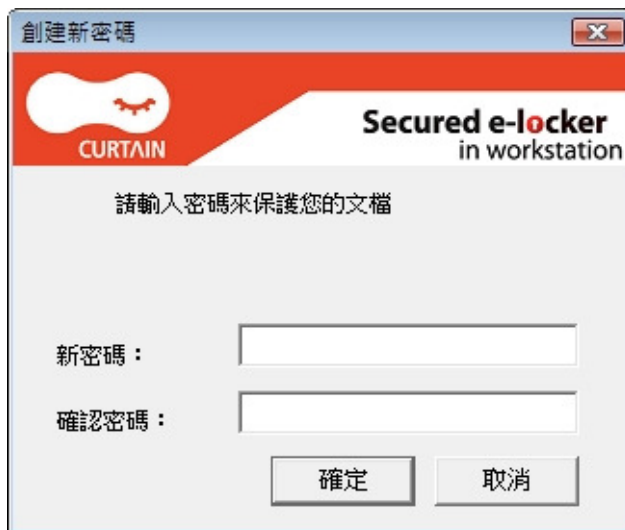 創建新密碼
CURTAIN
Secured e-locker
in workstation
請輸入密碼來保護您的文檔
新密碼：
確認密碼：
確定
取消